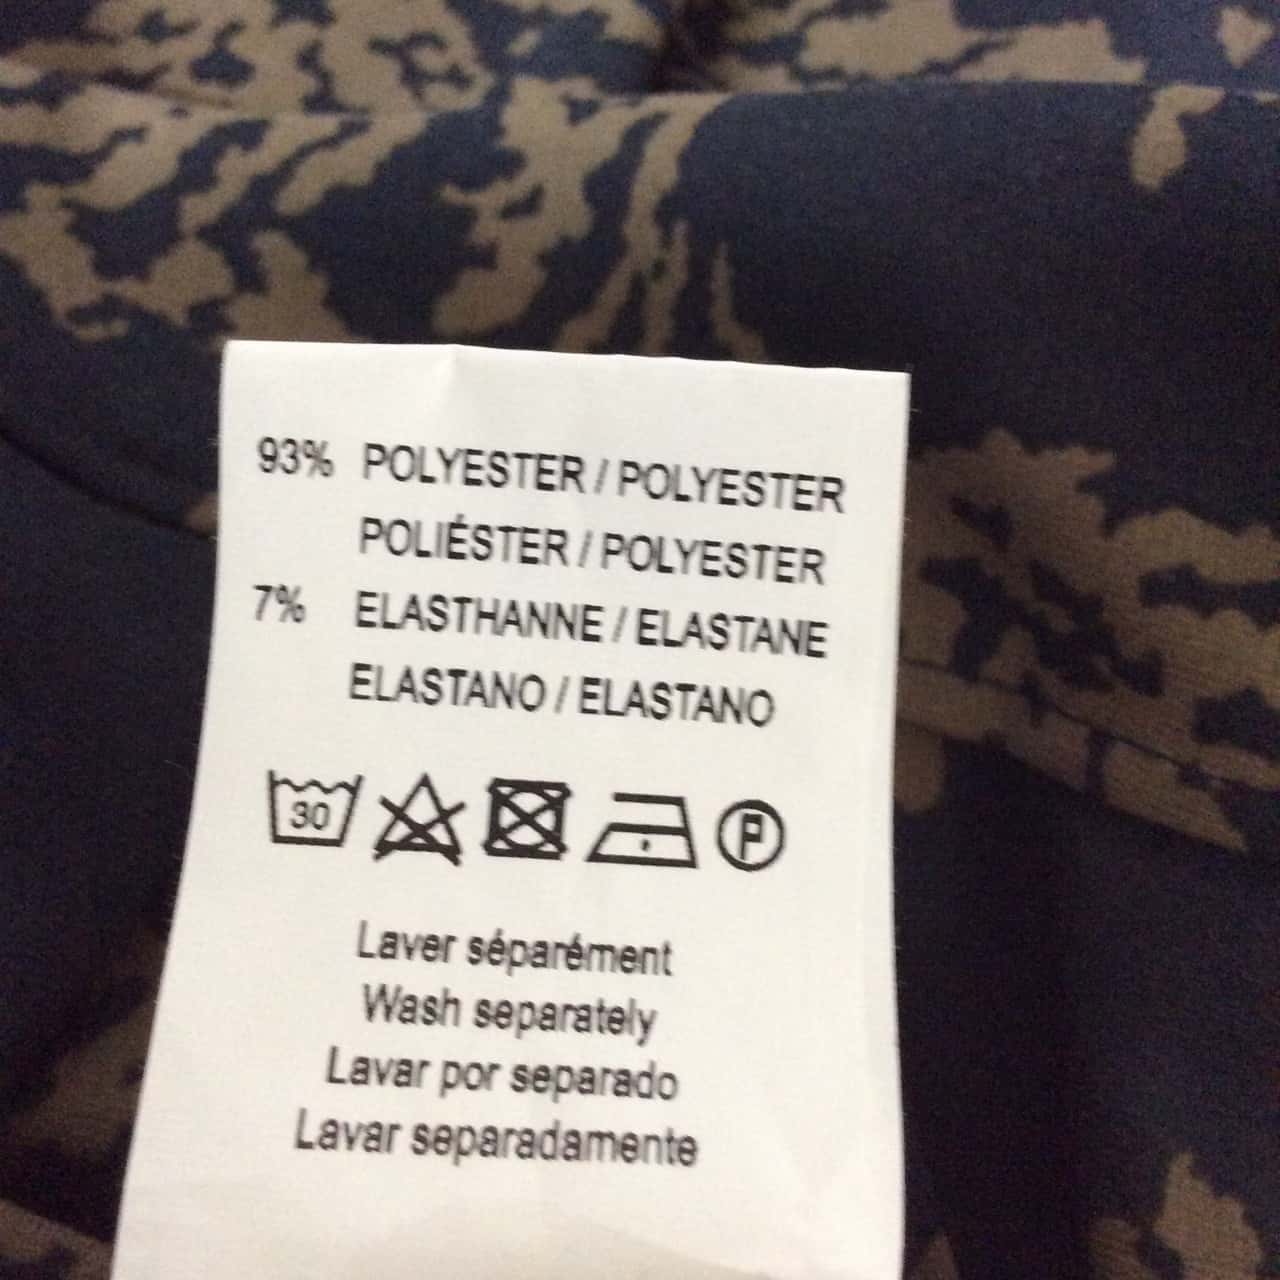 93% POLYESTER / POLYESTER
POLIÉSTER / POLYESTER
7% ELASTHANNE / ELASTANE
ELASTANO / ELASTANO
30 P
Laver séparément
Wash separately
Lavar por separado
Lavar separadamente